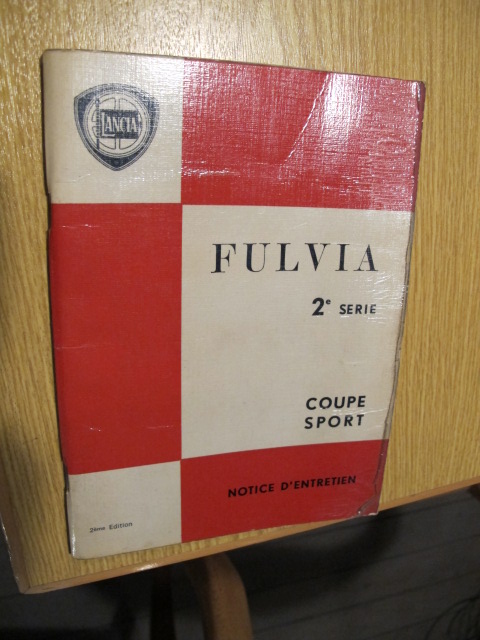 LANCIA
FULVIA
2e SERIE
COUPE
SPORT
NOTICE D'ENTRETIEN
2ème Edition